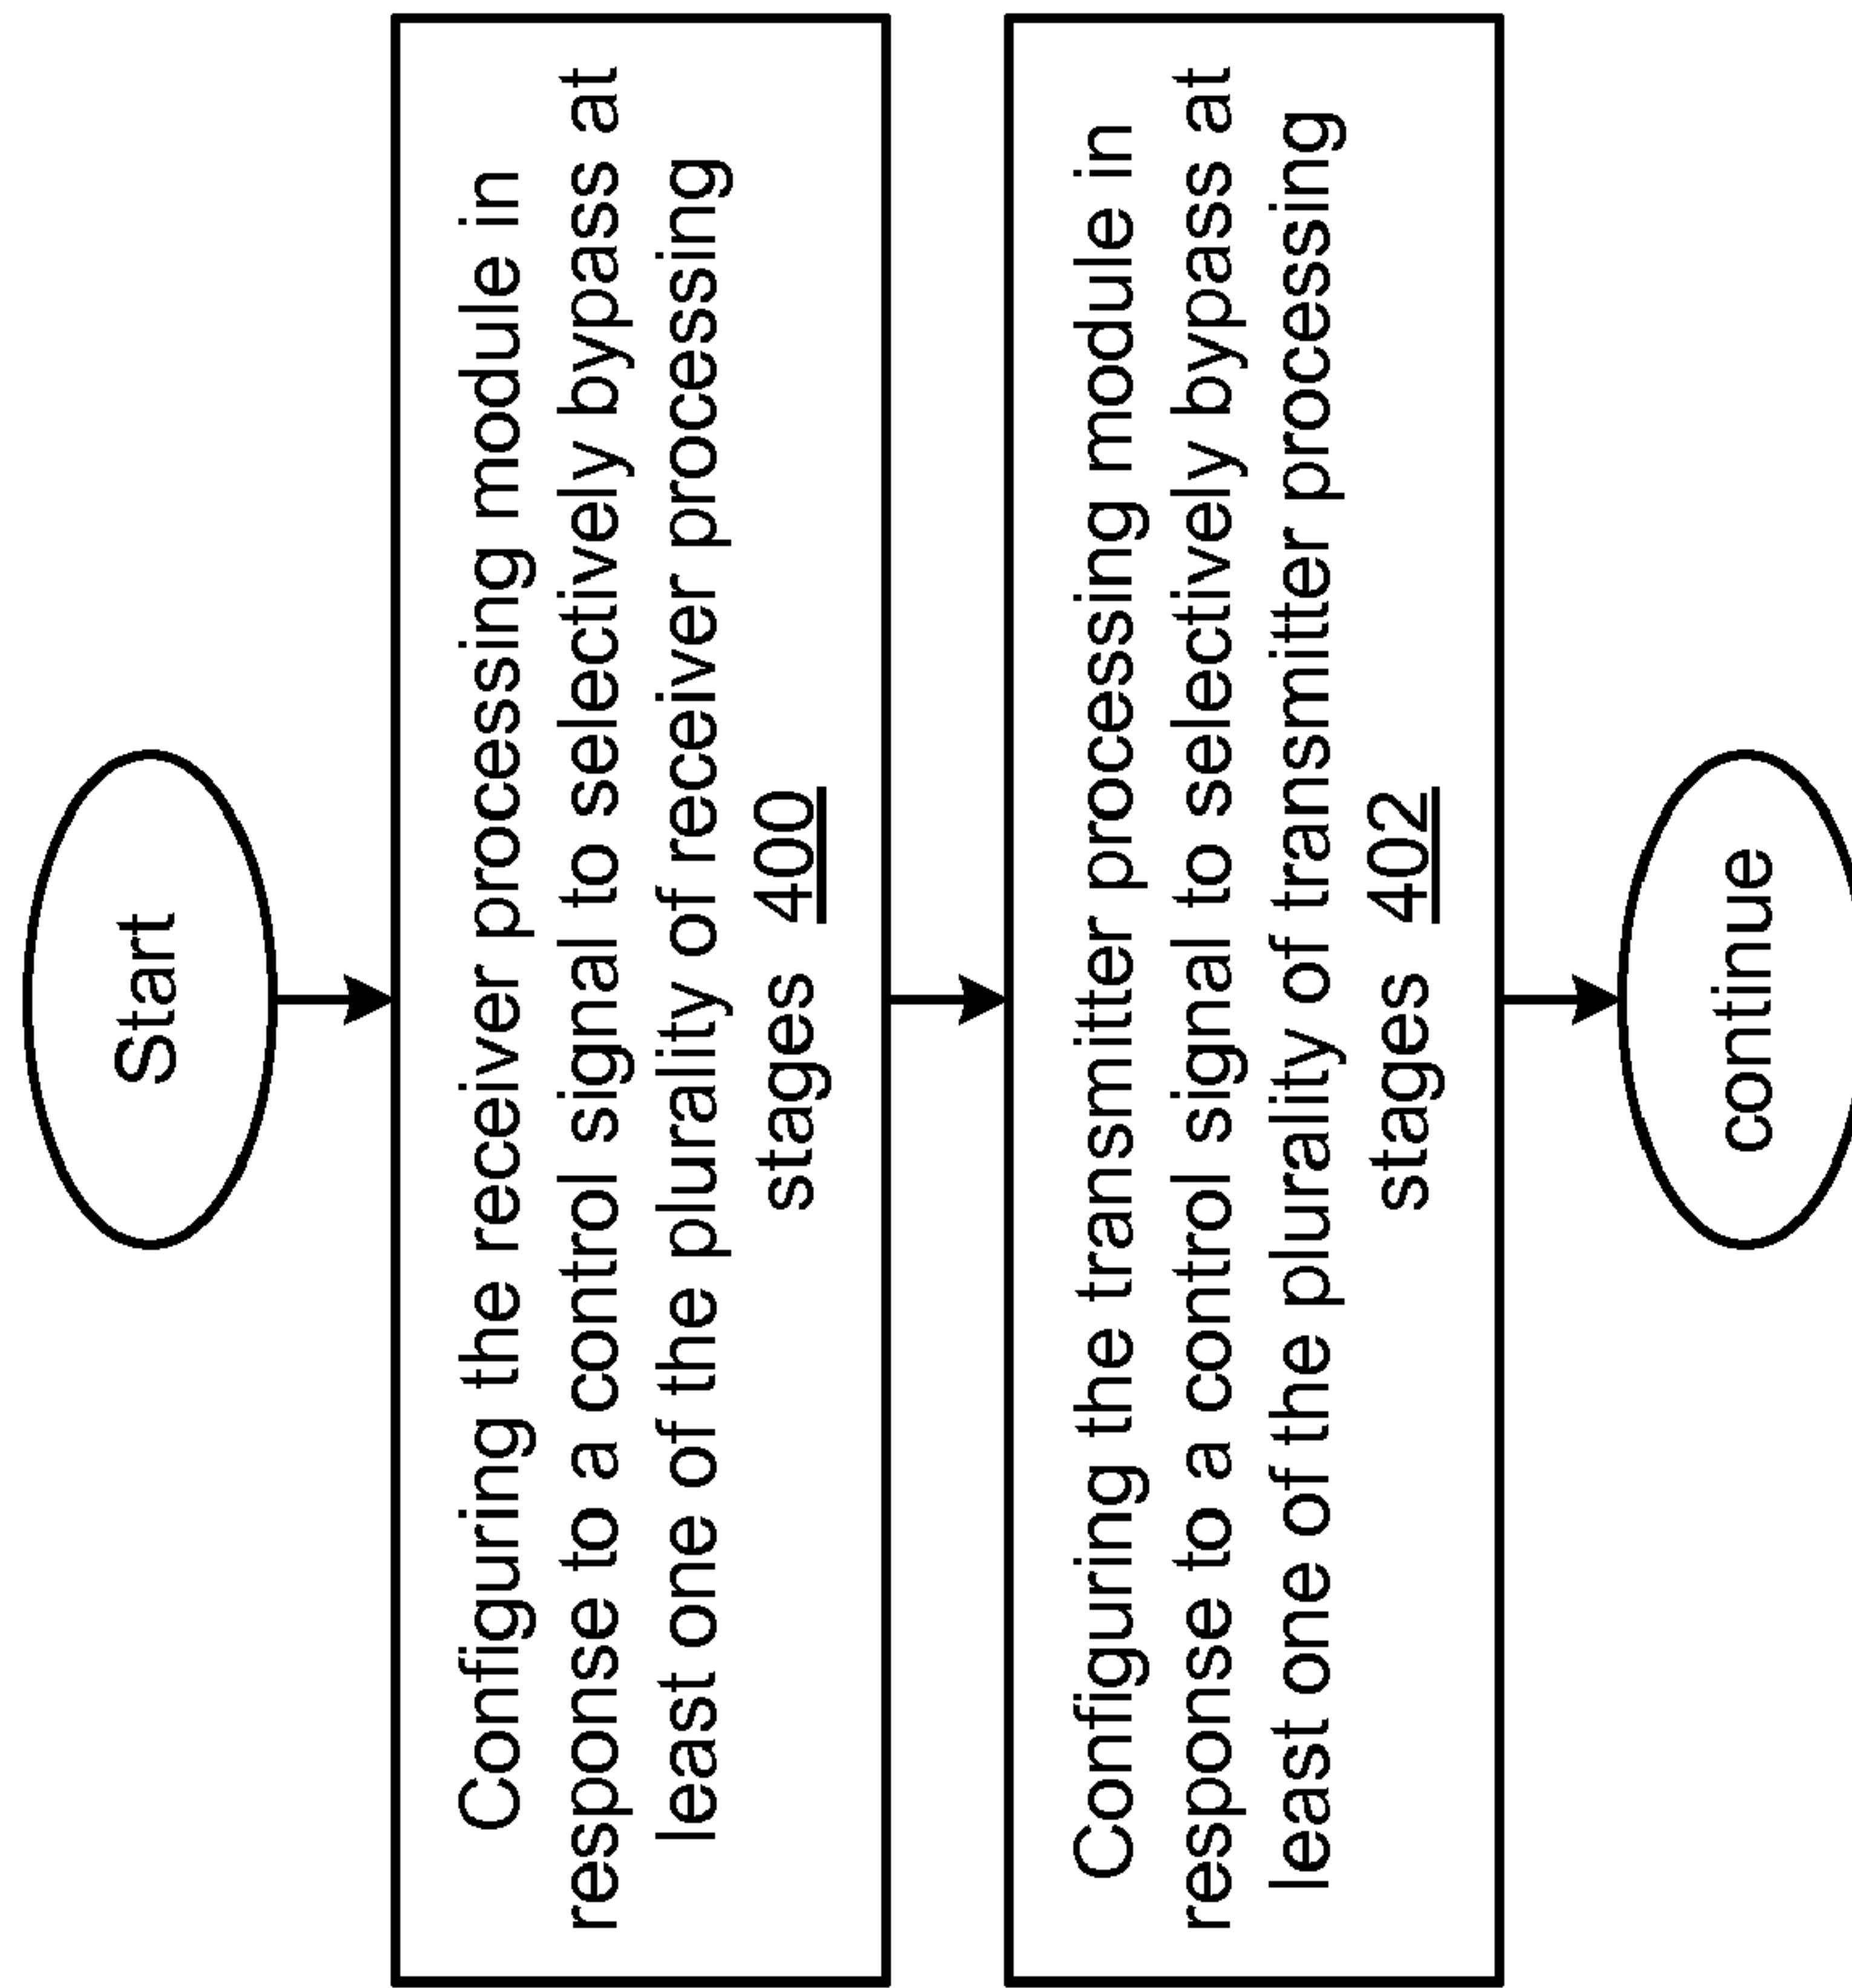 Start
Configuring the receiver processing module in
response to a control signal to selectively bypass at
least one of the plurality of receiver processing
stages 400
Configuring the transmitter processing module in
response to a control signal to selectively bypass at
least one of the plurality of transmitter processing
stages 402
continue